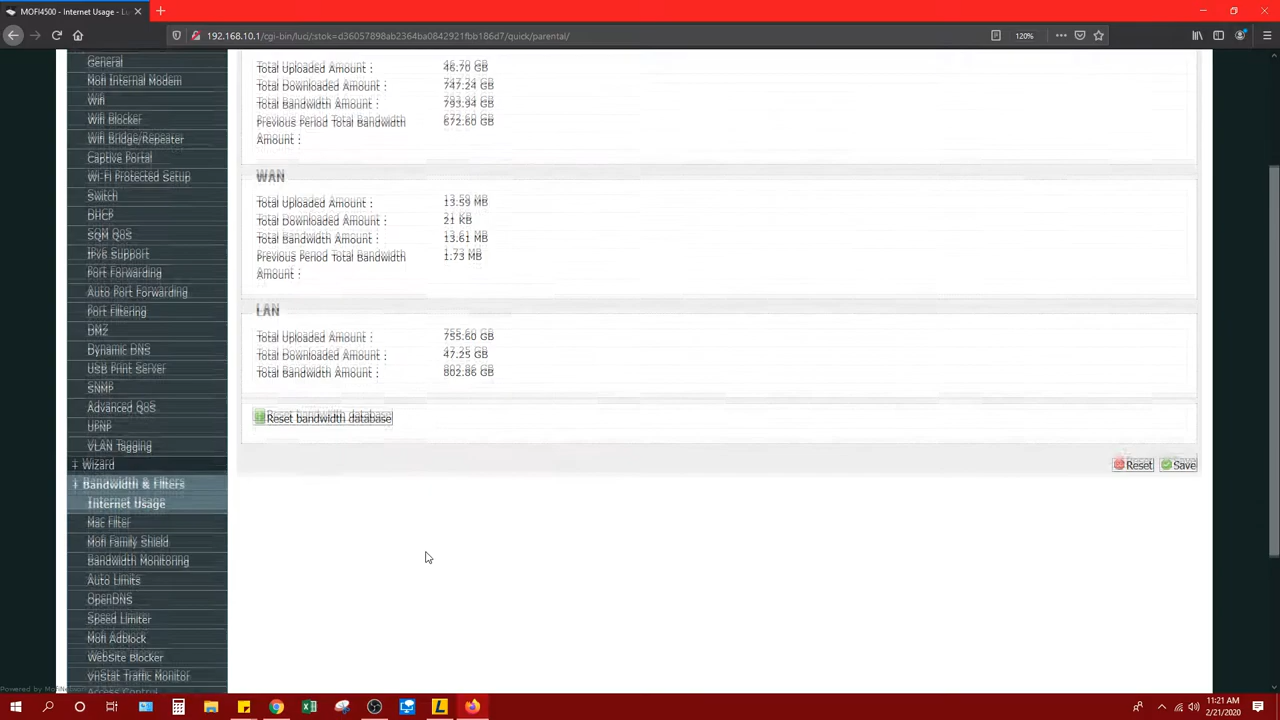 MOFI4500 - Internet Usage - Lu
192.168.10.1/cgi-bin/luci/;stok=d36057898ab2364ba0842921fbb186d7/quick/parental/
120%
General
Mofi Internal Modem
Wifi
Wifi Blocker
Wifi Bridge/Repeater
Captive Portal
Wi-Fi Protected Setup
Switch
DHCP
SQM QoS
IPv6 Support
Port Forwarding
Auto Port Forwarding
Port Filtering
DMZ
Dynamic DNS
USB Print Server
SNMP
Advanced QoS
UPNP
VLAN Tagging
Wizard
Bandwidth & Filters
Internet Usage
Mac Filter
Mofi Family Shield
Bandwidth Monitoring
Auto Limits
OpenDNS
Speed Limiter
Mofi Adblock
WebSite Blocker
VnStat Traffic Monitor
Access Control
Total Uploaded Amount : 46.70 GB
Total Downloaded Amount : 747.24 GB
Total Bandwidth Amount : 793.94 GB
Previous Period Total Bandwidth 672.60 GB
Amount :
WAN
Total Uploaded Amount : 13.59 MB
Total Downloaded Amount : 21 KB
Total Bandwidth Amount : 13.61 MB
Previous Period Total Bandwidth 1.73 MB
Amount :
LAN
Total Uploaded Amount : 755.60 GB
Total Downloaded Amount : 47.25 GB
Total Bandwidth Amount : 802.86 GB
Reset bandwidth database
Reset Save
11:21 AM
2/21/2020